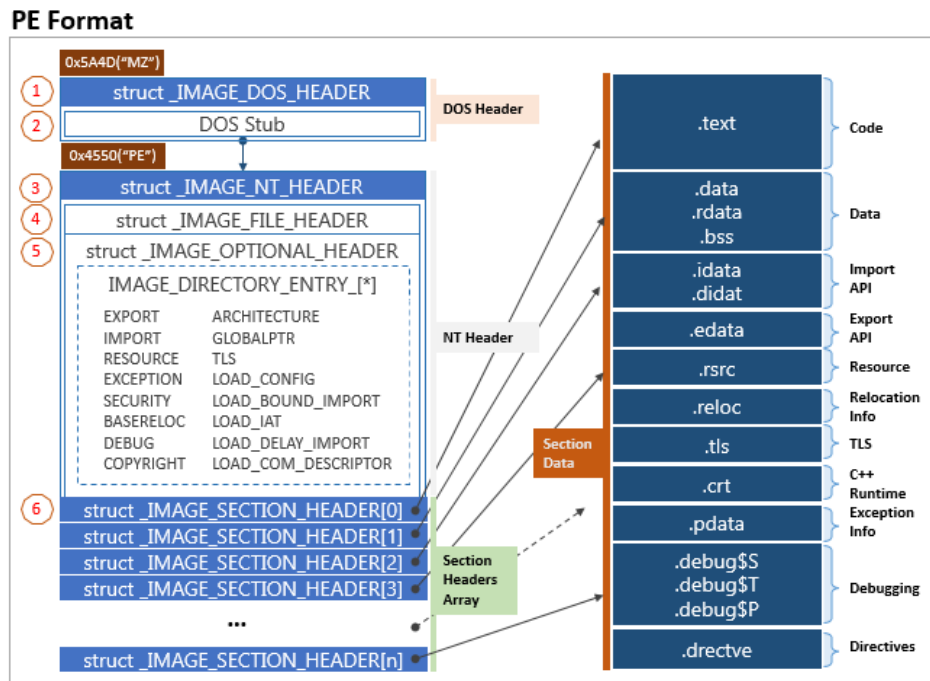 PE Format
0x5A4D("MZ")
1
struct _IMAGE_DOS_HEADER
2
DOS Stub
DOS Header
0x4550("PE")
3
struct _IMAGE_NT_HEADER
4
struct _IMAGE_FILE_HEADER
5
struct _IMAGE_OPTIONAL_HEADER
IMAGE_DIRECTORY_ENTRY_[*]
EXPORT ARCHITECTURE
IMPORT GLOBALPTR
RESOURCE TLS
EXCEPTION LOAD_CONFIG
SECURITY LOAD_BOUND_IMPORT
BASERELOC LOAD_IAT
DEBUG LOAD_DELAY_IMPORT
COPYRIGHT LOAD_COM_DESCRIPTOR
NT Header
6
struct _IMAGE_SECTION_HEADER[0]
struct _IMAGE_SECTION_HEADER[1]
struct _IMAGE_SECTION_HEADER[2]
struct _IMAGE_SECTION_HEADER[3]
...
struct _IMAGE_SECTION_HEADER[n]
Section
Headers
Array
Section
Data
.text
Code
.data
.rdata
.bss
Data
.idata
.didat
Import
API
.edata
Export
API
.rsrc
Resource
.reloc
Relocation
Info
.tls
TLS
.crt
C++
Runtime
.pdata
Exception
Info
.debug$S
.debug$T
.debug$P
Debugging
.drectve
Directives